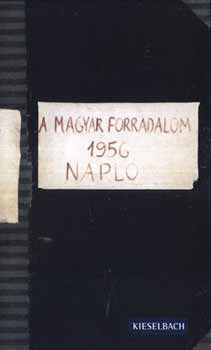 A MAGYAR FORRADALOM
1956
NAPLÓ
KIESELBACH